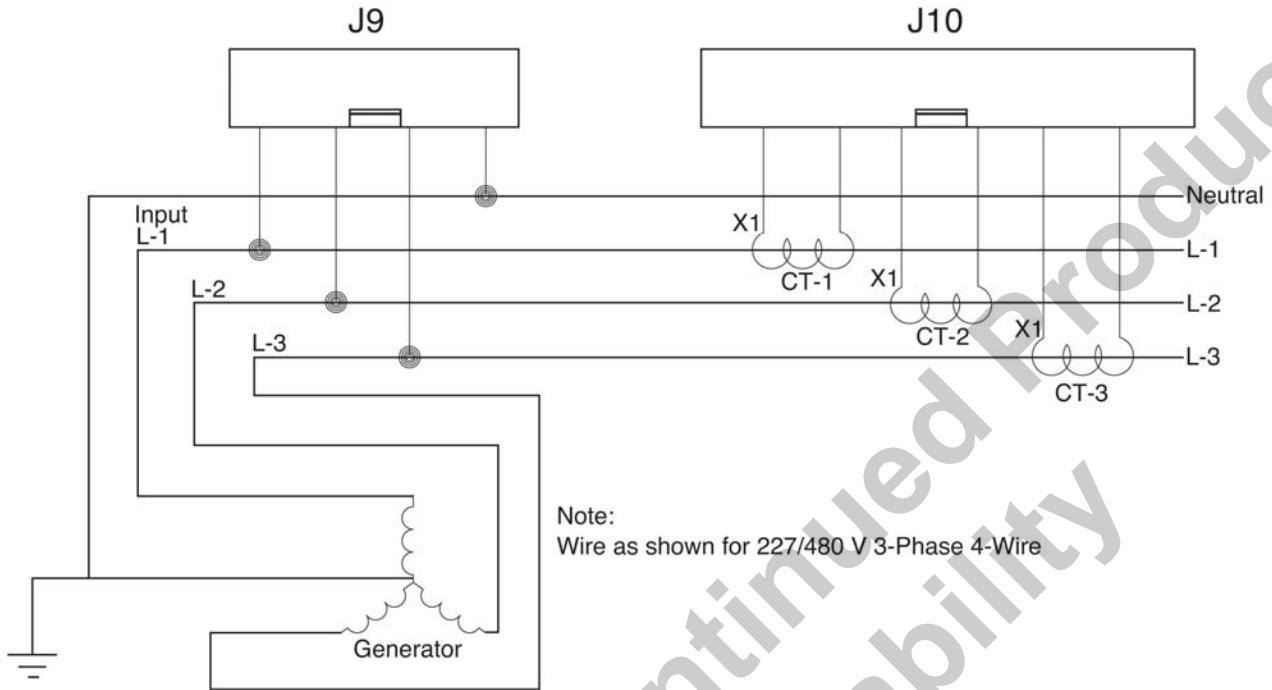 J9
J10
Neutral
Input
L-1
X1
L-1
CT-1
L-2
X1
L-2
CT-2
L-3
X1
L-3
CT-3
Note:
Wire as shown for 227/480 V 3-Phase 4-Wire
Generator